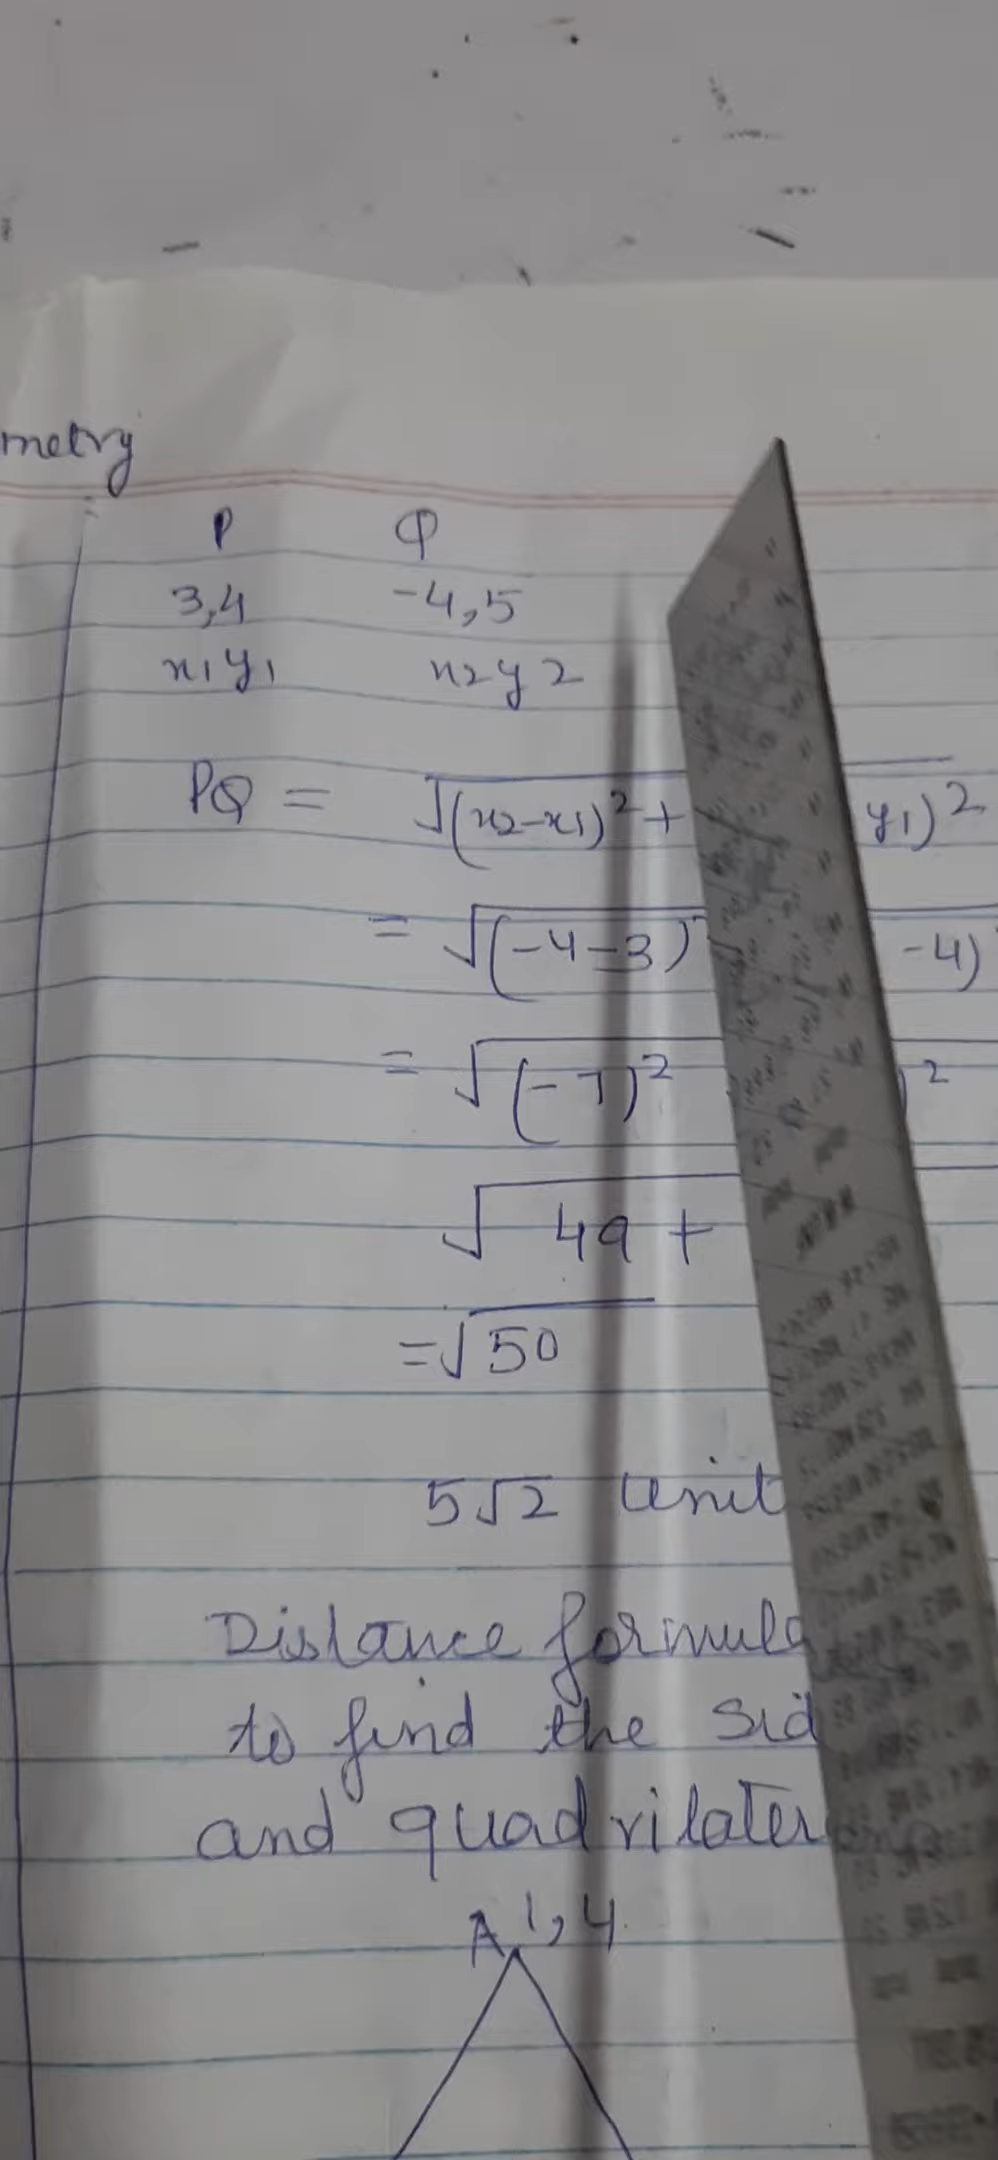 metry
P Q
3,4 -4,5
x1y1 x2y2
PQ = √(x2-x1)² + y1)²
= √(-4-3) -4)
= √(-7)² )²
√49 +
=√50
5√2 unit
Distance formula
to find the sid
and quadrilater
A 1,4